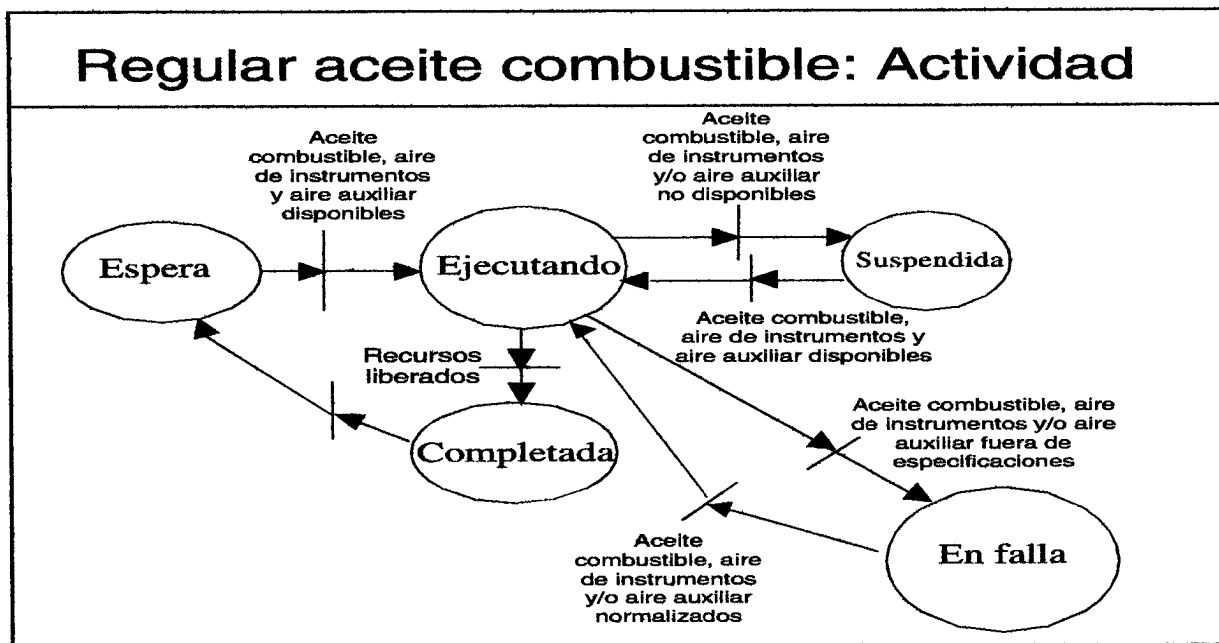 Regular aceite combustible: Actividad
Aceite
combustible, aire
de instrumentos
y aire auxiliar
disponibles
Aceite
combustible, aire
de instrumentos
y/o aire auxiliar
no disponibles
Espera
Ejecutando
Suspendida
Aceite combustible,
aire de instrumentos y
aire auxiliar disponibles
Recursos
liberados
Completada
Aceite combustible, aire
de instrumentos y/o aire
auxiliar fuera de
especificaciones
Aceite
combustible, aire
de instrumentos
y/o aire auxiliar
normalizados
En falla